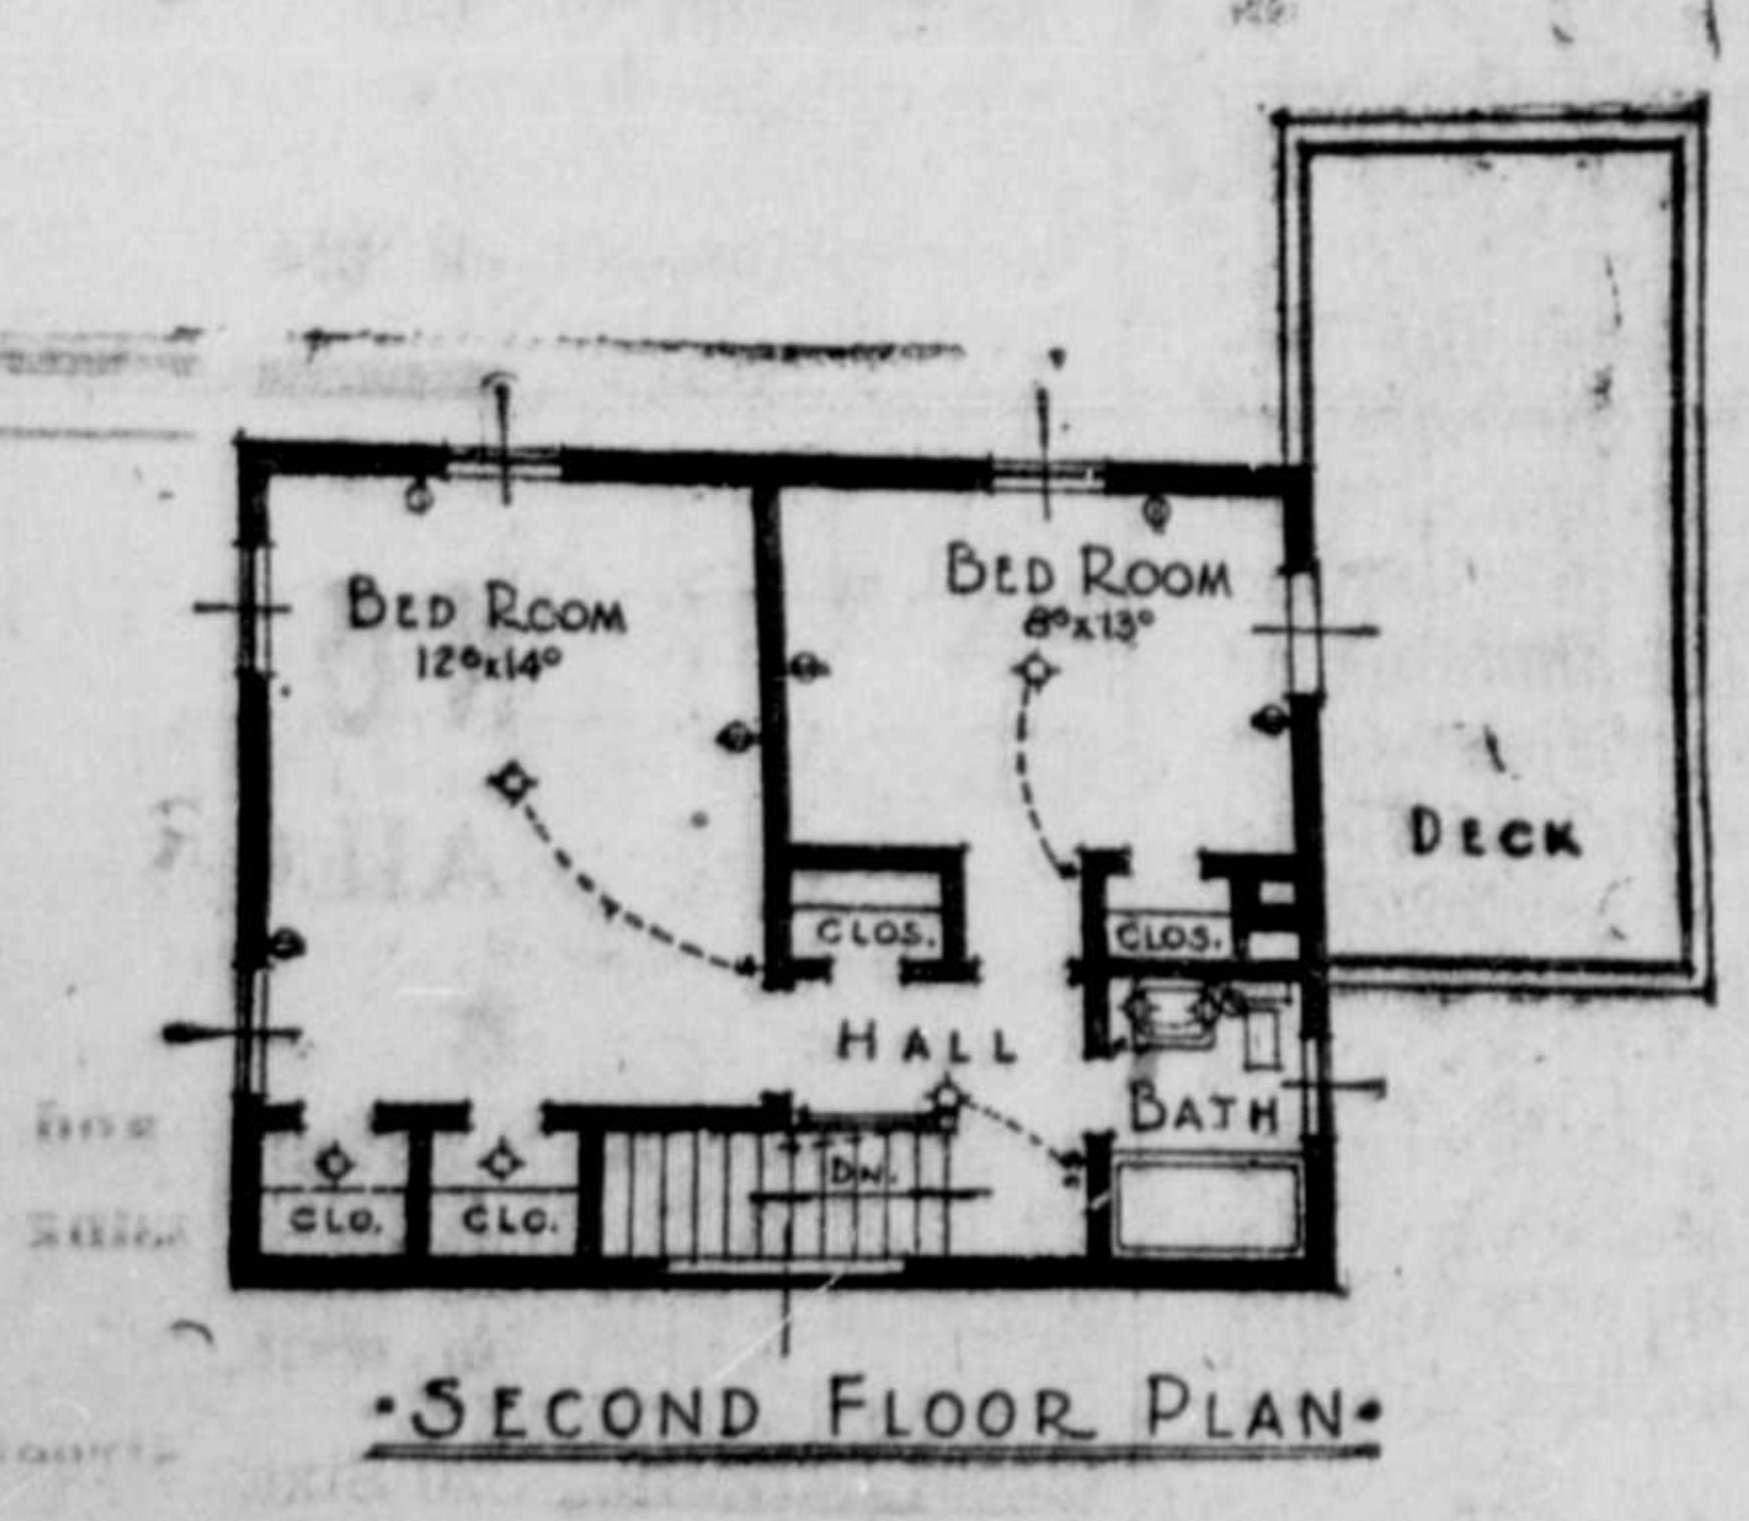 BED ROOM
12⁰x14⁰
BED ROOM
8⁰x13⁰
DECK
CLOS.
CLOS.
HALL
BATH
DN.
CLO.
CLO.
·SECOND FLOOR PLAN·